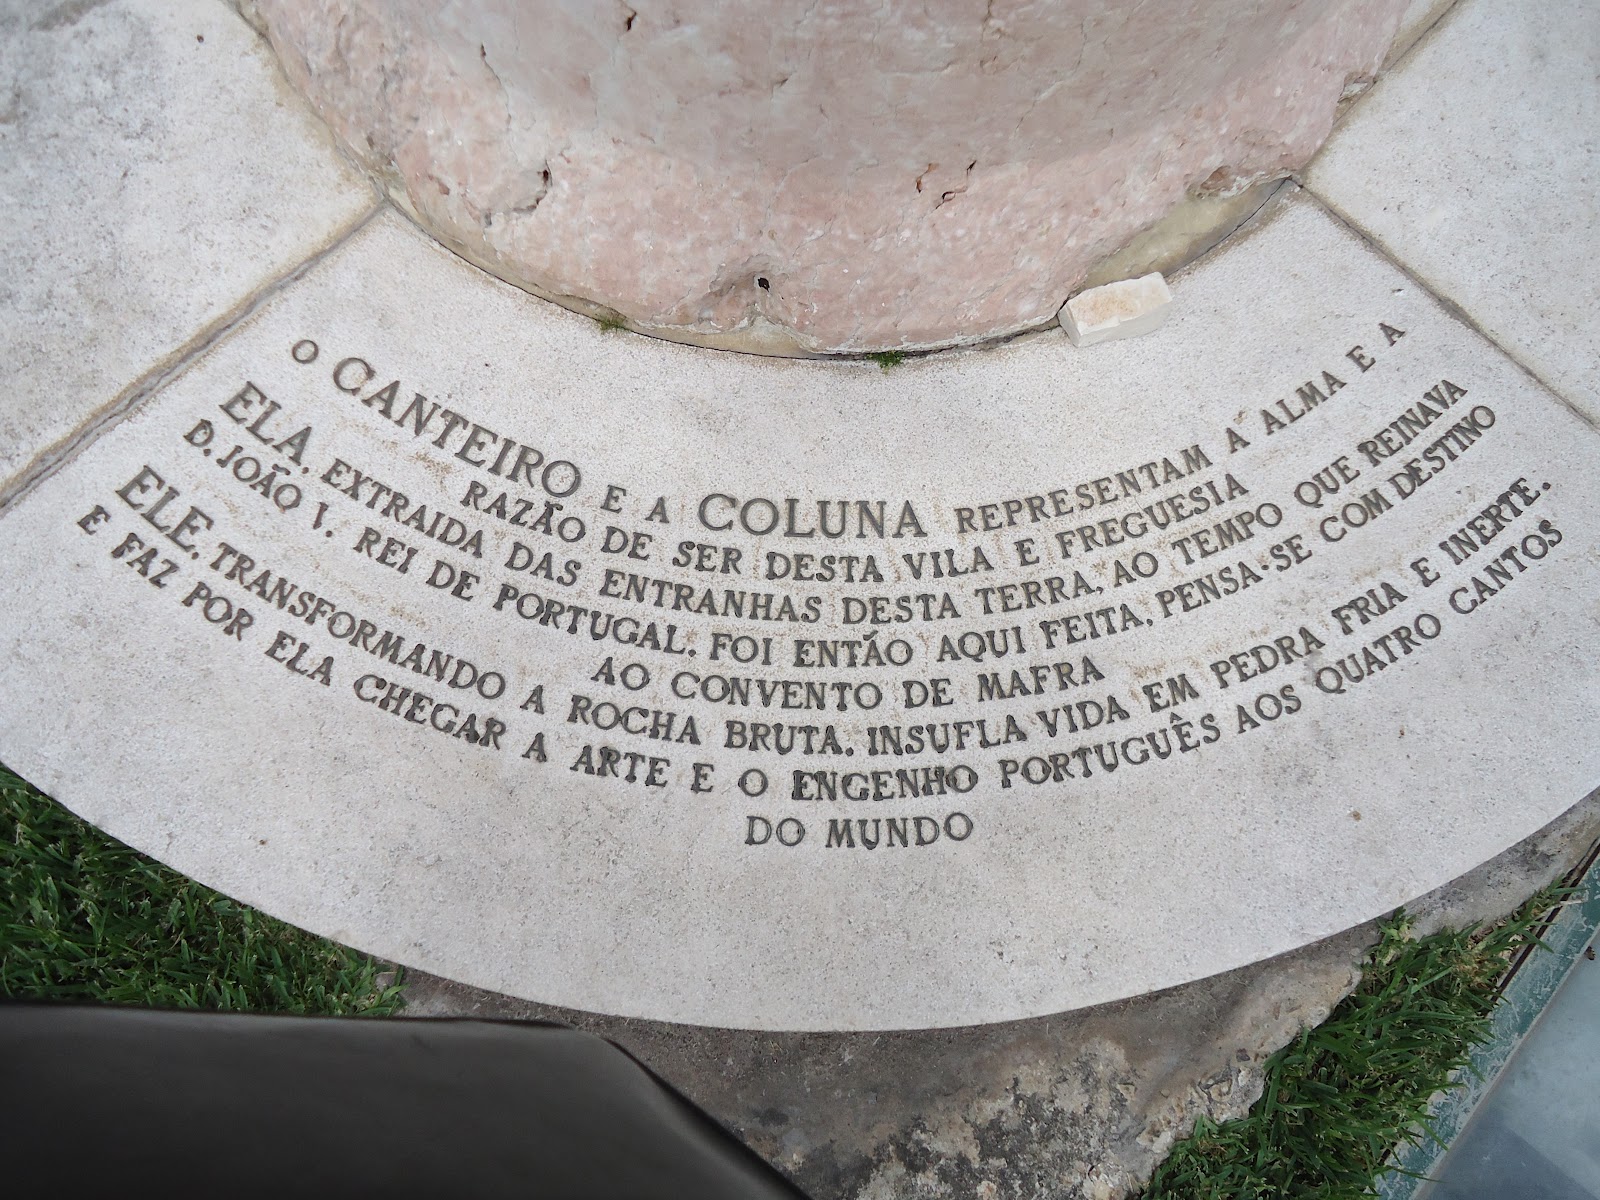 O CANTEIRO E A COLUNA REPRESENTAM A ALMA E A
RAZÃO DE SER DESTA VILA E FREGUESIA
ELA, EXTRAIDA DAS ENTRANHAS DESTA TERRA, AO TEMPO QUE REINAVA
D. JOÃO V. REI DE PORTUGAL, FOI ENTÃO AQUI FEITA, PENSA-SE COM DESTINO
AO CONVENTO DE MAFRA
ELE, TRANSFORMANDO A ROCHA BRUTA, INSUFLA VIDA EM PEDRA FRIA E INERTE,
E FAZ POR ELA CHEGAR A ARTE E O ENGENHO PORTUGUÊS AOS QUATRO CANTOS
DO MUNDO